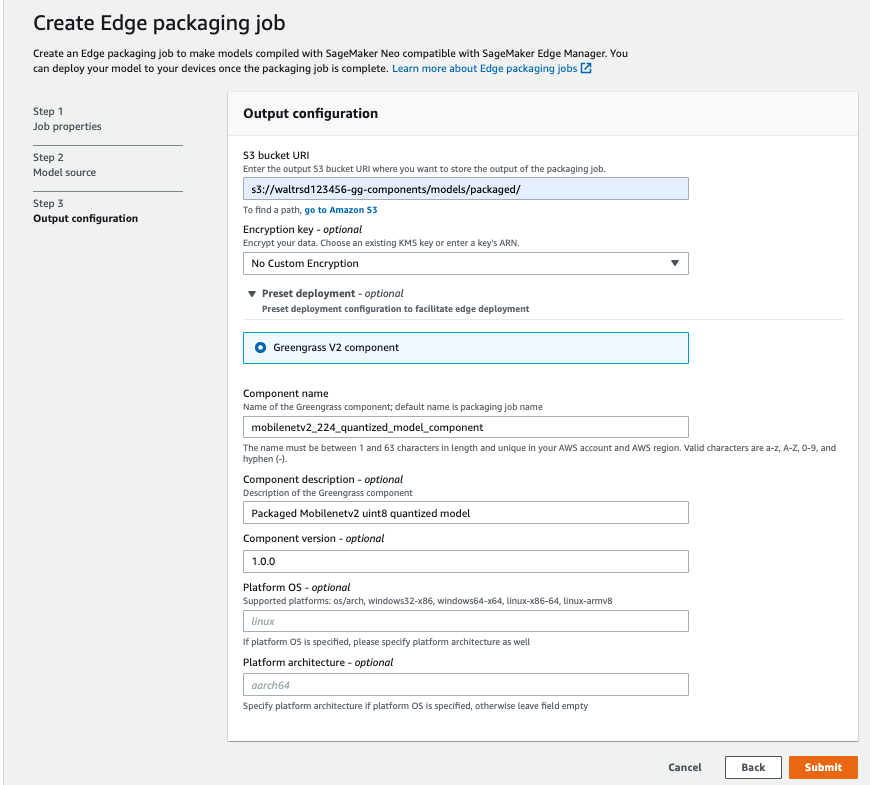 Create Edge packaging job
Create an Edge packaging job to make models compiled with SageMaker Neo compatible with SageMaker Edge Manager. You
can deploy your model to your devices once the packaging job is complete. Learn more about Edge packaging jobs
Step 1
Job properties
Step 2
Model source
Step 3
Output configuration
Output configuration
S3 bucket URI
Enter the output S3 bucket URI where you want to store the output of the packaging job.
s3://waltrsd123456-gg-components/models/packaged/
To find a path, go to Amazon S3
Encryption key - optional
Encrypt your data. Choose an existing KMS key or enter a key's ARN.
No Custom Encryption
Preset deployment - optional
Preset deployment configuration to facilitate edge deployment
Greengrass V2 component
Component name
Name of the Greengrass component; default name is packaging job name
mobilenetv2_224_quantized_model_component
The name must be between 1 and 63 characters in length and unique in your AWS account and AWS region. Valid characters are a-z, A-Z, 0-9, and
hyphen (-).
Component description - optional
Description of the Greengrass component
Packaged Mobilenetv2 uint8 quantized model
Component version - optional
1.0.0
Platform OS - optional
Supported platforms: os/arch, windows32-x86, windows64-x64, linux-x86-64, linux-armv8
linux
If platform OS is specified, please specify platform architecture as well
Platform architecture - optional
aarch64
Specify platform architecture if platform OS is specified, otherwise leave field empty
Cancel
Back
Submit